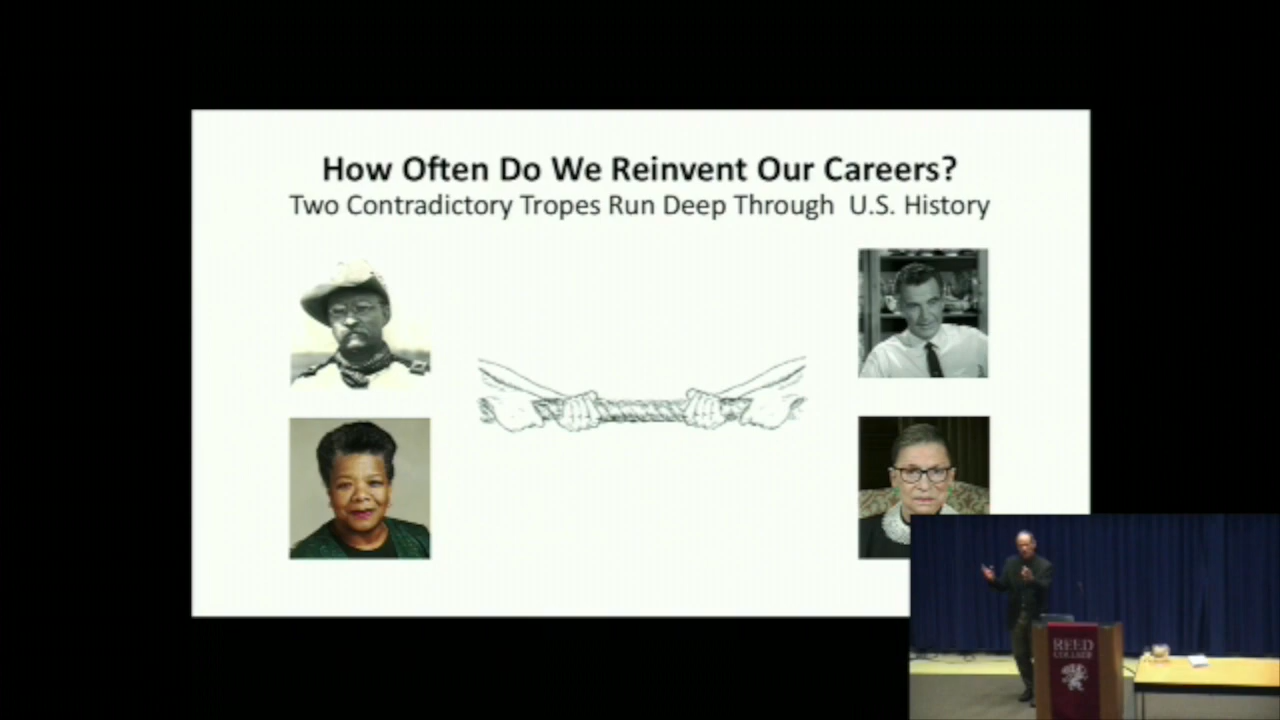 How Often Do We Reinvent Our Careers?
Two Contradictory Tropes Run Deep Through U.S. History
REED
COLLEGE